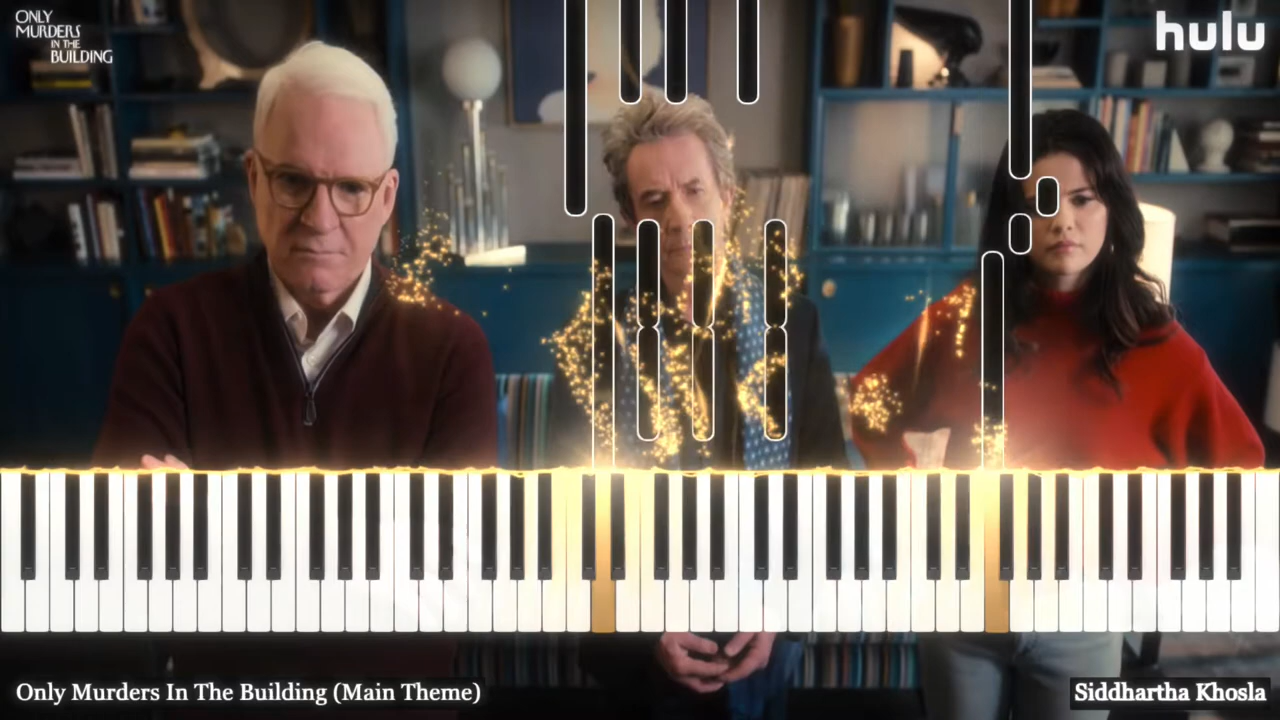 ONLY
MURDERS
IN THE
BUILDING
hulu
Only Murders In The Building (Main Theme)
Siddhartha Khosla